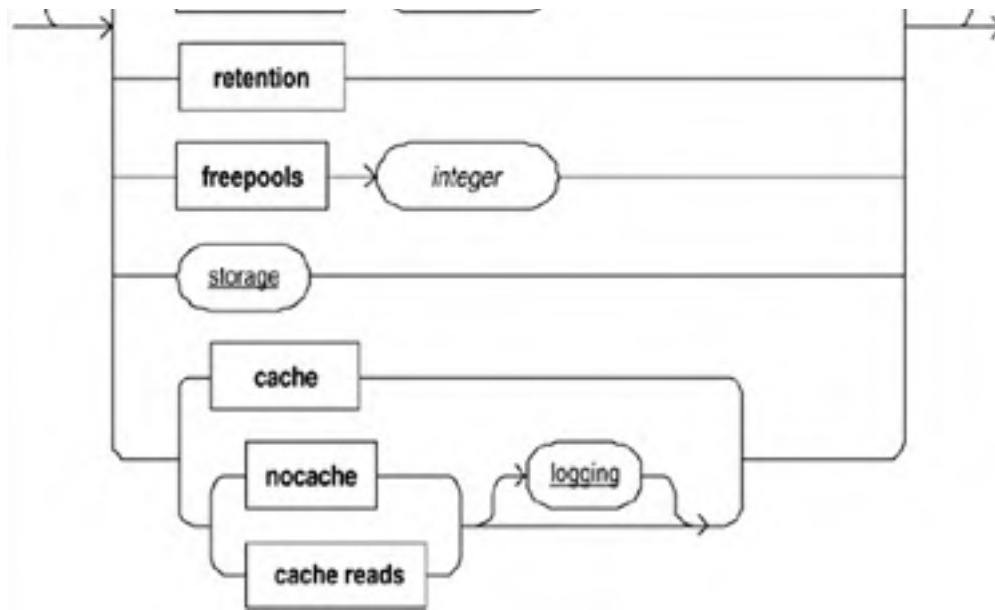 retention
freepools integer
storage
cache
nocache logging
cache reads